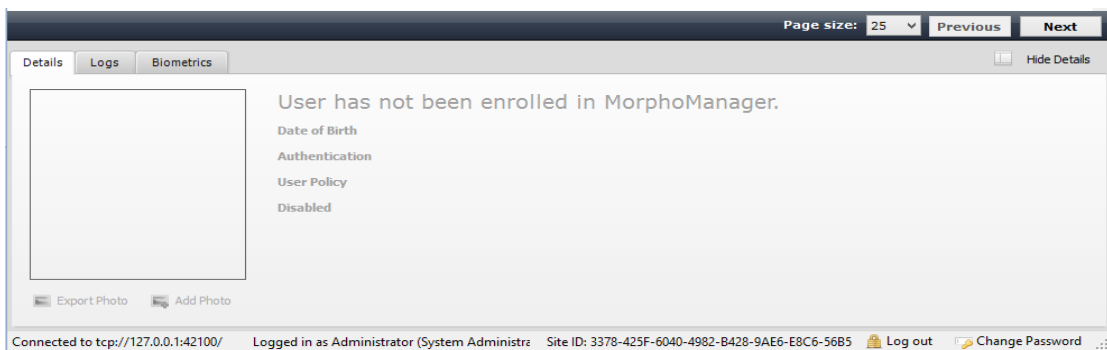 Page size: 25 Previous Next
Details Logs Biometrics Hide Details
User has not been enrolled in MorphoManager.
Date of Birth
Authentication
User Policy
Disabled
Export Photo Add Photo
Connected to tcp://127.0.0.1:42100/ Logged in as Administrator (System Administra Site ID: 3378-425F-6040-4982-B428-9AE6-E8C6-56B5 Log out Change Password